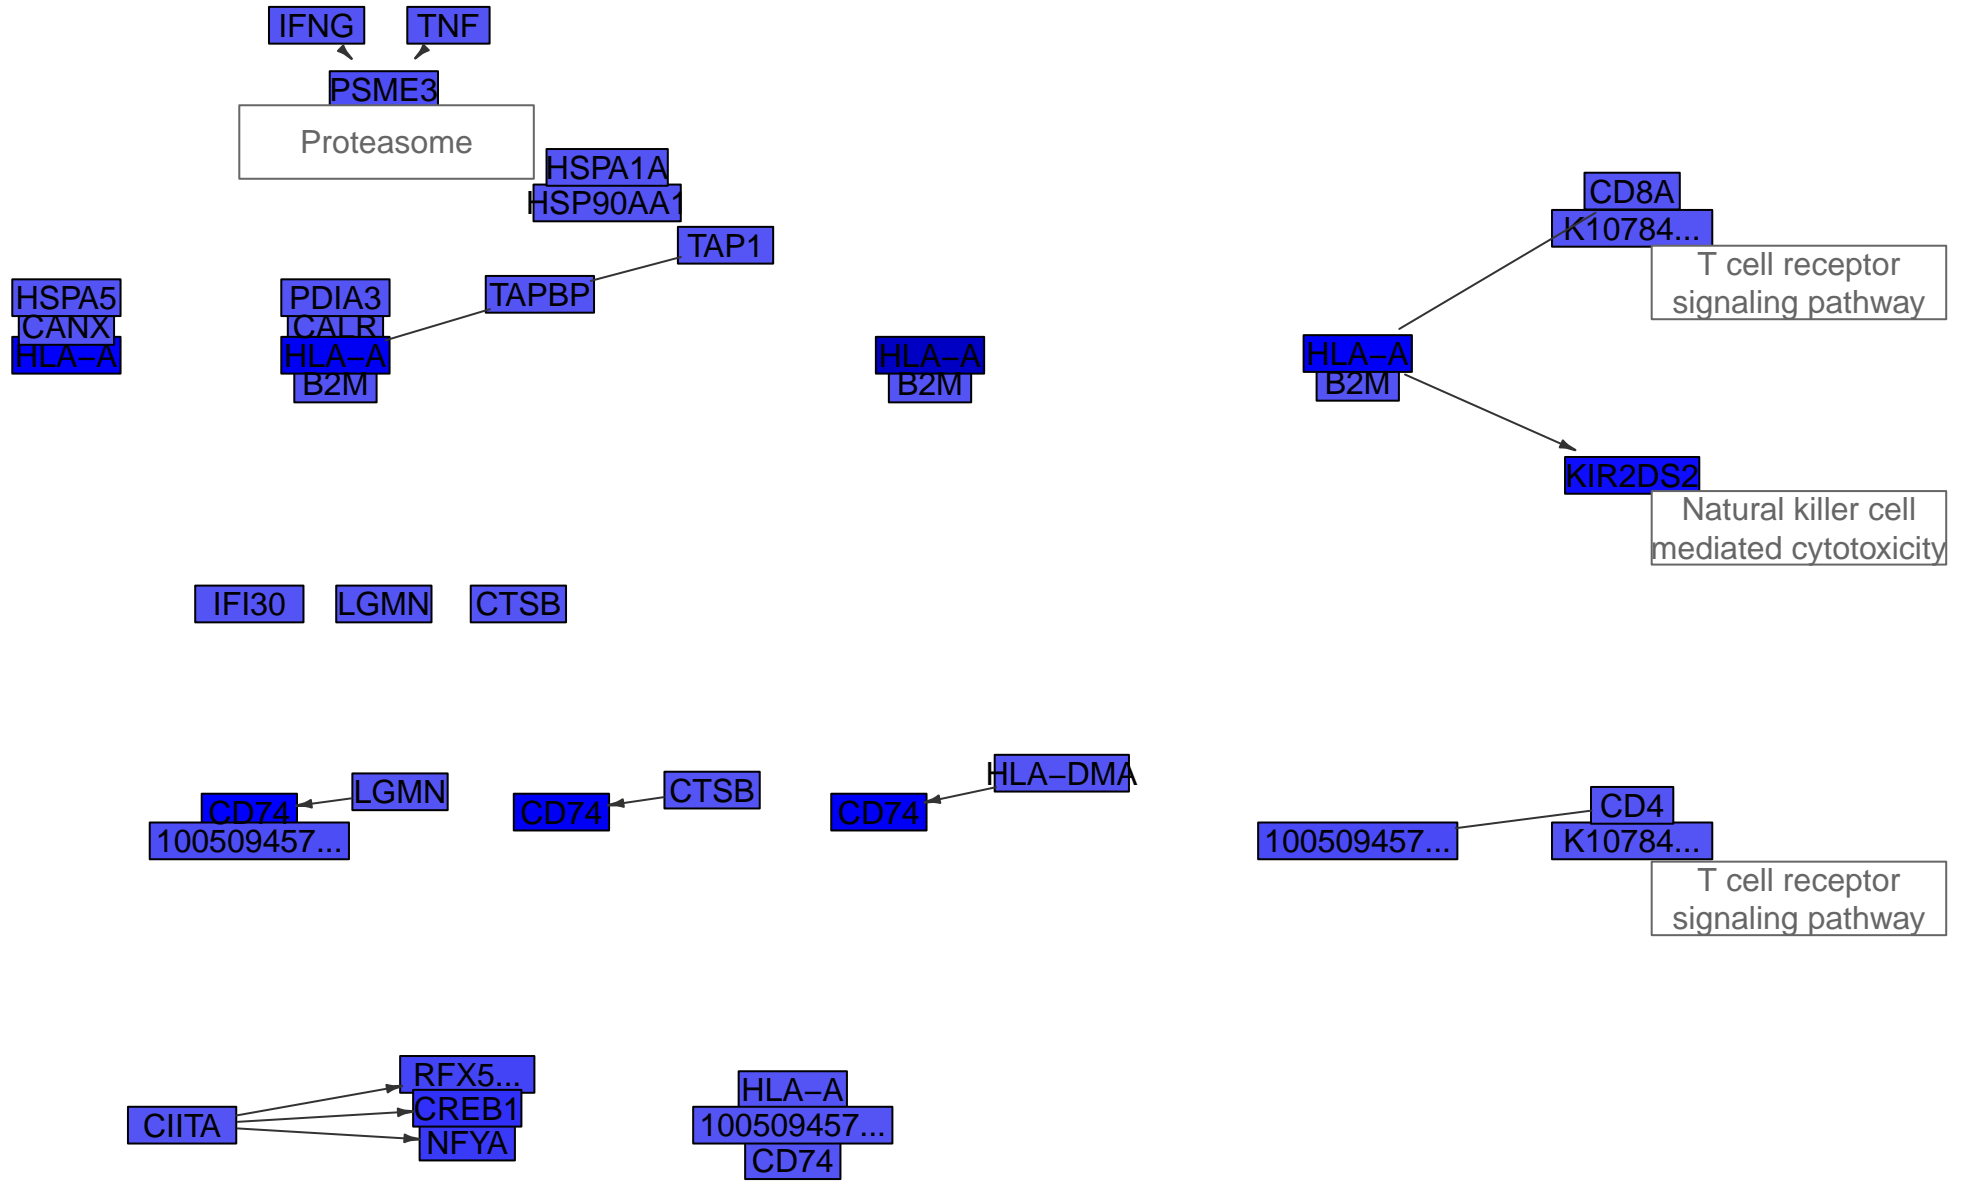 IFNG
TNF
PSME3
Proteasome
HSPA1A
HSP90AA1
TAP1
CD8A
K10784...
T cell receptor
signaling pathway
HSPA5
CANX
HLA−A
PDIA3
CALR
HLA−A
B2M
TAPBP
HLA−A
B2M
HLA−A
B2M
KIR2DS2
Natural killer cell
mediated cytotoxicity
IFI30
LGMN
CTSB
LGMN
CD74
100509457...
CTSB
CD74
HLA−DMA
CD74
CD4
100509457...
K10784...
T cell receptor
signaling pathway
CIITA
RFX5...
CREB1
NFYA
HLA−A
100509457...
CD74